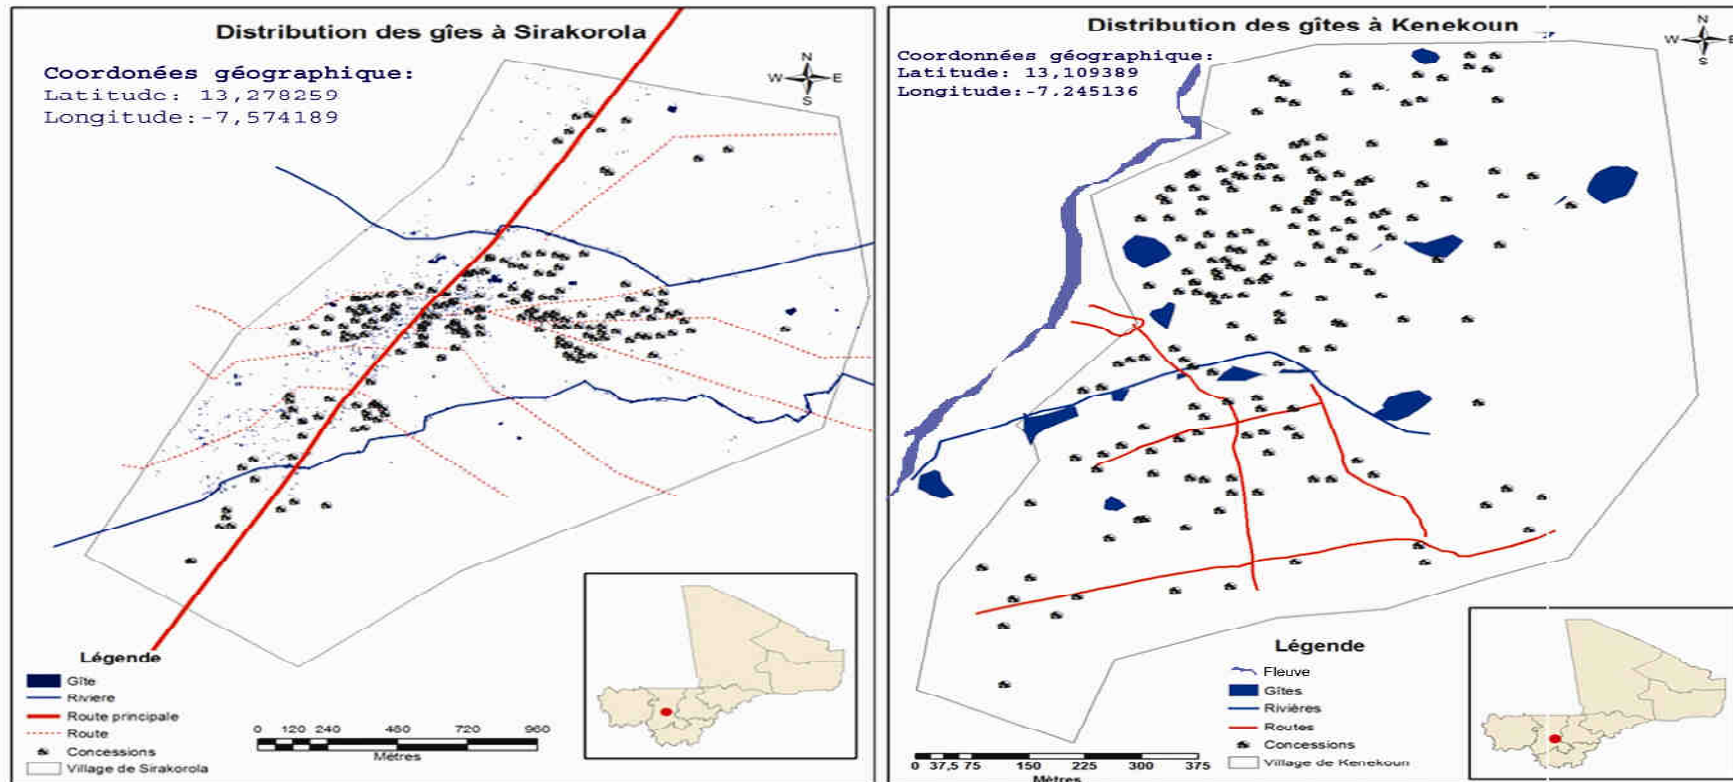 Distribution des gîes à Sirakorola
Coordonées géographique:
Latitude: 13,278259
Longitude:-7,574189
N
W E
S
Légende
Gîte
Riviere
Route principale
Route
Concessions
Village de Sirakorola
0 120 240 480 720 960
Mètres
Distribution des gîtes à Kenekoun
Coordonnées géographique:
Latitude: 13,109389
Longitude:-7.245136
N
W E
S
Légende
Fleuve
Gîtes
Rivières
Routes
Concessions
Village de Kenekoun
0 37,5 75 150 225 300 375
Mètres